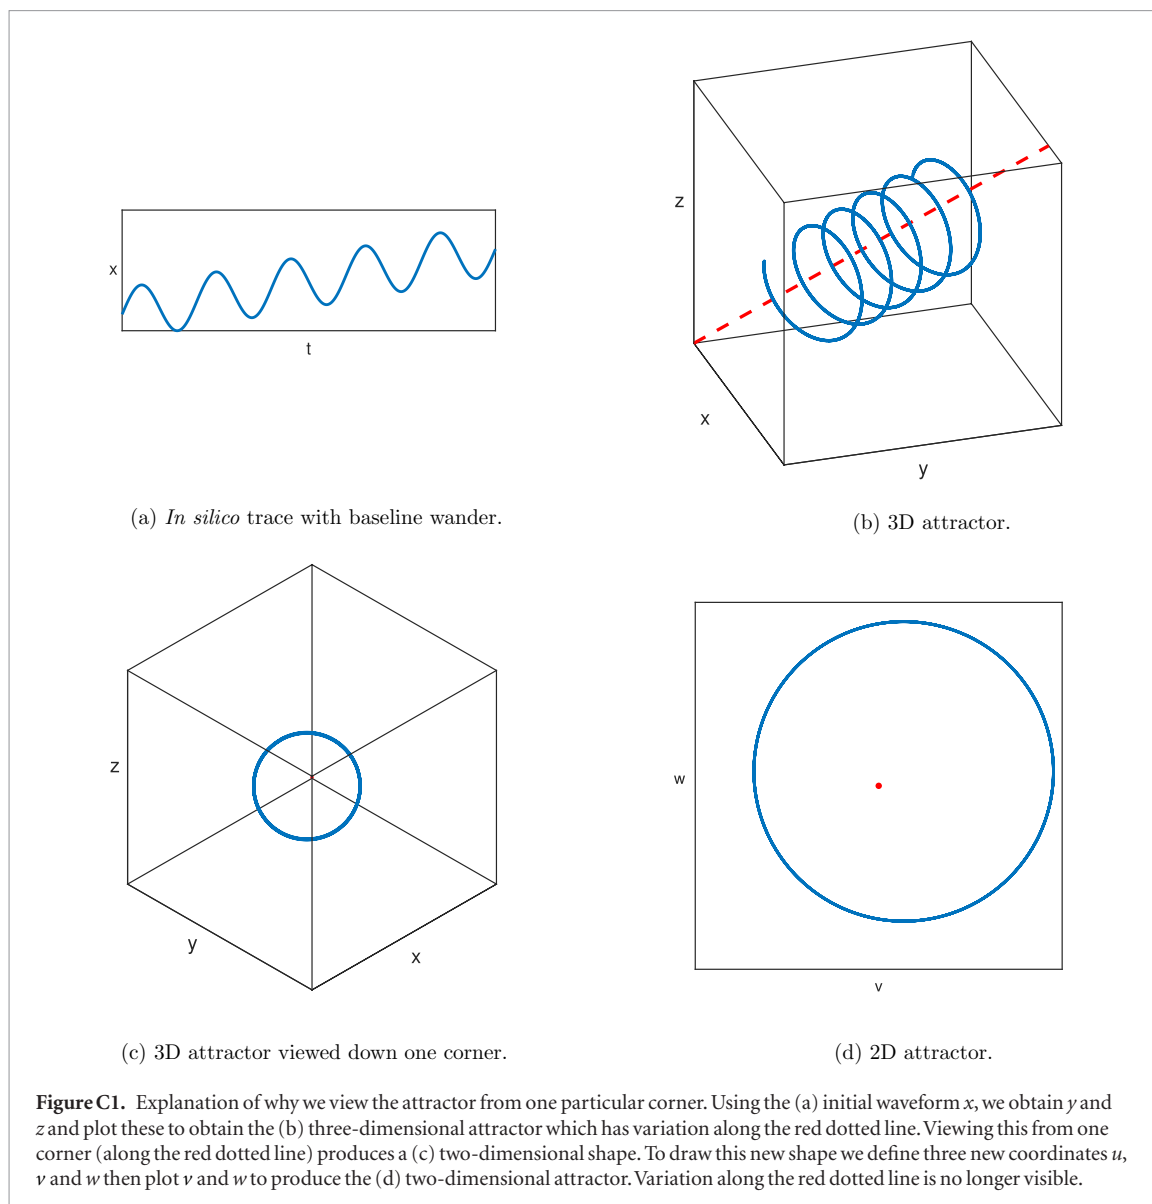 x
t
(a) In silico trace with baseline wander.
z
x
y
(b) 3D attractor.
z
y
x
(c) 3D attractor viewed down one corner.
w
v
(d) 2D attractor.
Figure C1. Explanation of why we view the attractor from one particular corner. Using the (a) initial waveform x, we obtain y and
z and plot these to obtain the (b) three-dimensional attractor which has variation along the red dotted line. Viewing this from one
corner (along the red dotted line) produces a (c) two-dimensional shape. To draw this new shape we define three new coordinates u,
v and w then plot v and w to produce the (d) two-dimensional attractor. Variation along the red dotted line is no longer visible.